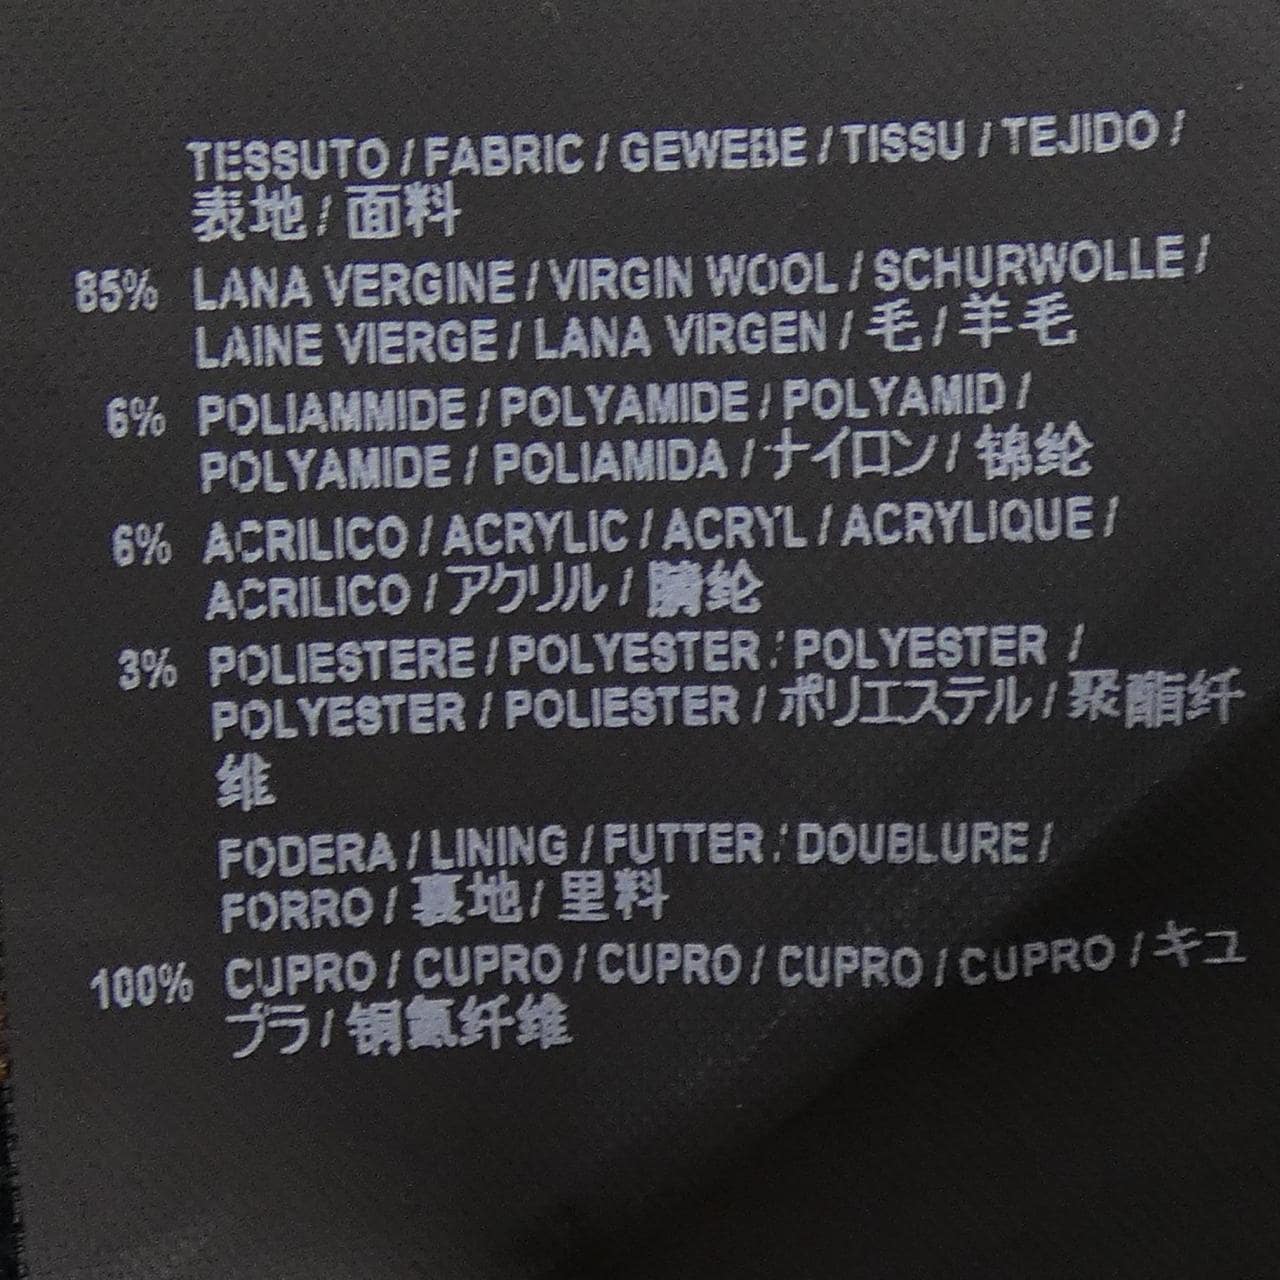 TESSUTO / FABRIC / GEWEBE / TISSU / TEJIDO /
表地 / 面料
85% LANA VERGINE / VIRGIN WOOL / SCHURWOLLE /
LAINE VIERGE / LANA VIRGEN / 毛 / 羊毛
6% POLIAMMIDE / POLYAMIDE / POLYAMID /
POLYAMIDE / POLIAMIDA / ナイロン / 锦纶
6% ACRILICO / ACRYLIC / ACRYL / ACRYLIQUE /
ACRILICO / アクリル / 腈纶
3% POLIESTERE / POLYESTER / POLYESTER /
POLYESTER / POLIESTER / ポリエステル / 聚酯纤
维
FODERA / LINING / FUTTER / DOUBLURE /
FORRO / 裏地 / 里料
100% CUPRO / CUPRO / CUPRO / CUPRO / CUPRO / キュ
プラ / 铜氨纤维